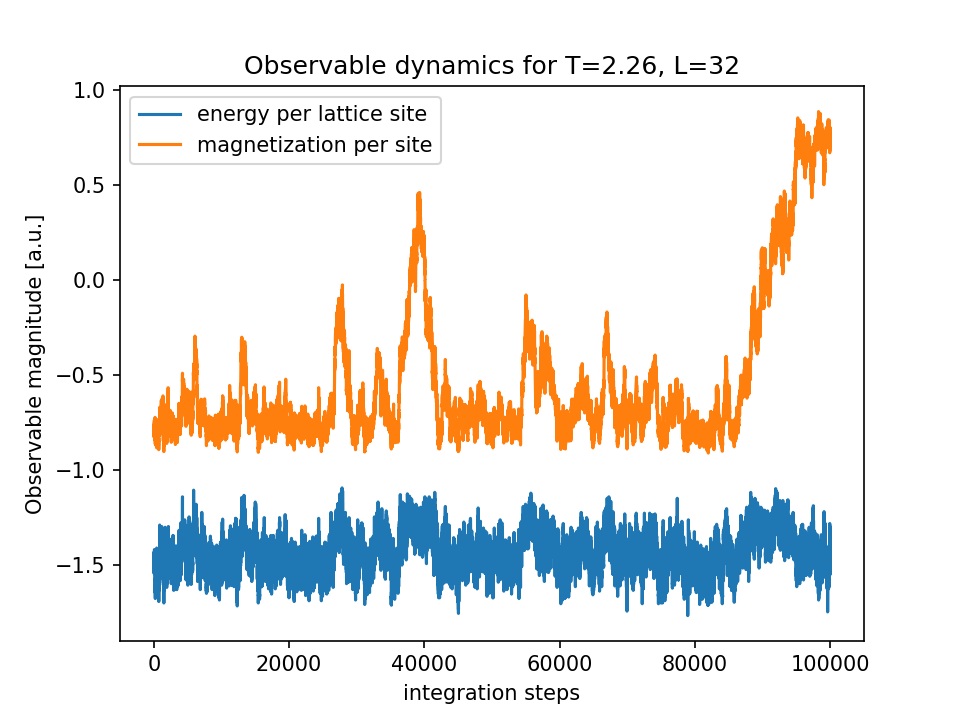 Observable dynamics for T=2.26, L=32
energy per lattice site
magnetization per site
Observable magnitude [a.u.]
1.0
0.5
0.0
−0.5
−1.0
−1.5
0 20000 40000 60000 80000 100000
integration steps